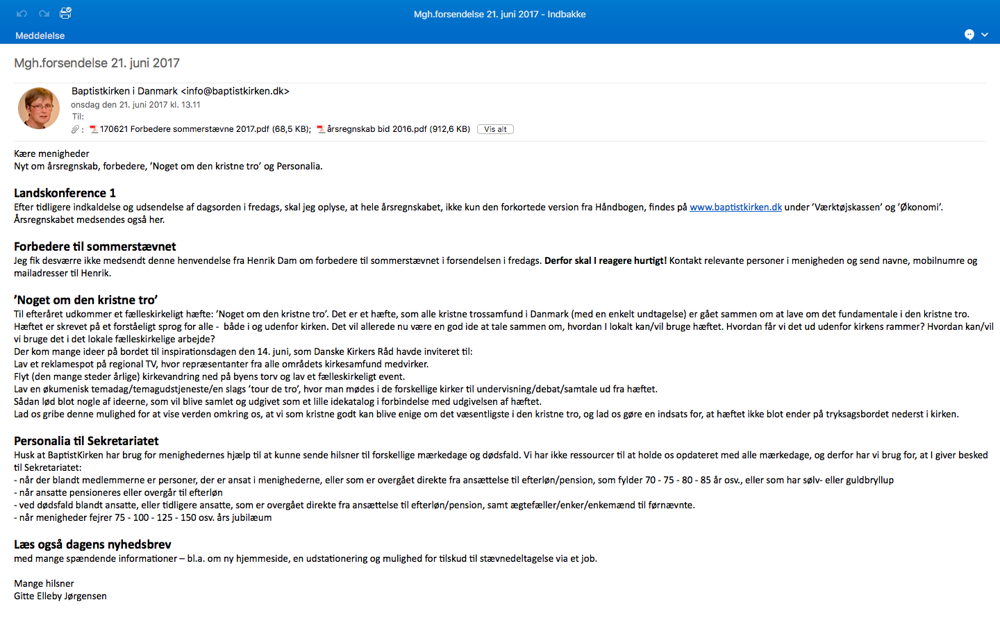 Mgh.forsendelse 21. juni 2017 - Indbakke
Meddelelse
Mgh.forsendelse 21. juni 2017
Baptistkirken i Danmark <info@baptistkirken.dk>
onsdag den 21. juni 2017 kl. 13.11
Til:
: 170621 Forbedere sommerstævne 2017.pdf (68,5 KB); årsregnskab bid 2016.pdf (912,6 KB) Vis alt
Kære menigheder
Nyt om årsregnskab, forbedere, ’Noget om den kristne tro’ og Personalia.
Landskonference 1
Efter tidligere indkaldelse og udsendelse af dagsorden i fredags, skal jeg oplyse, at hele årsregnskabet, ikke kun den forkortede version fra Håndbogen, findes på www.baptistkirken.dk under ’Værktøjskassen’ og ’Økonomi’.
Årsregnskabet medsendes også her.
Forbedere til sommerstævnet
Jeg fik desværre ikke medsendt denne henvendelse fra Henrik Dam om forbedere til sommerstævnet i forsendelsen i fredags. Derfor skal I reagere hurtigt! Kontakt relevante personer i menigheden og send navne, mobilnumre og
mailadresser til Henrik.
’Noget om den kristne tro’
Til efteråret udkommer et fælleskirkeligt hæfte: ’Noget om den kristne tro’. Det er et hæfte, som alle kristne trossamfund i Danmark (med en enkelt undtagelse) er gået sammen om at lave om det fundamentale i den kristne tro.
Hæftet er skrevet på et forståeligt sprog for alle -  både i og udenfor kirken. Det vil allerede nu være en god ide at tale sammen om, hvordan I lokalt kan/vil bruge hæftet. Hvordan får vi det ud udenfor kirkens rammer? Hvordan kan/vil
vi bruge det i det lokale fælleskirkelige arbejde?
Der kom mange ideer på bordet til inspirationsdagen den 14. juni, som Danske Kirkers Råd havde inviteret til:
Lav et reklamespot på regional TV, hvor repræsentanter fra alle områdets kirkesamfund medvirker.
Flyt (den mange steder årlige) kirkevandring ned på byens torv og lav et fælleskirkeligt event.
Lav en økumenisk temadag/temagudstjeneste/en slags ’tour de tro’, hvor man mødes i de forskellige kirker til undervisning/debat/samtale ud fra hæftet.
Sådan lød blot nogle af ideerne, som vil blive samlet og udgivet som et lille idekatalog i forbindelse med udgivelsen af hæftet.
Lad os gribe denne mulighed for at vise verden omkring os, at vi som kristne godt kan blive enige om det væsentligste i den kristne tro, og lad os gøre en indsats for, at hæftet ikke blot ender på tryksagsbordet nederst i kirken.
Personalia til Sekretariatet
Husk at BaptistKirken har brug for menighedernes hjælp til at kunne sende hilsner til forskellige mærkedage og dødsfald. Vi har ikke ressourcer til at holde os opdateret med alle mærkedage, og derfor har vi brug for, at I giver besked
til Sekretariatet:
- når der blandt medlemmerne er personer, der er ansat i menighederne, eller som er overgået direkte fra ansættelse til efterløn/pension, som fylder 70 - 75 - 80 - 85 år osv., eller som har sølv- eller guldbryllup
- når ansatte pensioneres eller overgår til efterløn
- ved dødsfald blandt ansatte, eller tidligere ansatte, som er overgået direkte fra ansættelse til efterløn/pension, samt ægtefæller/enker/enkemænd til førnævnte.
- når menigheder fejrer 75 - 100 - 125 - 150 osv. års jubilæum
Læs også dagens nyhedsbrev
med mange spændende informationer – bl.a. om ny hjemmeside, en udstationering og mulighed for tilskud til stævnedeltagelse via et job.
Mange hilsner
Gitte Elleby Jørgensen